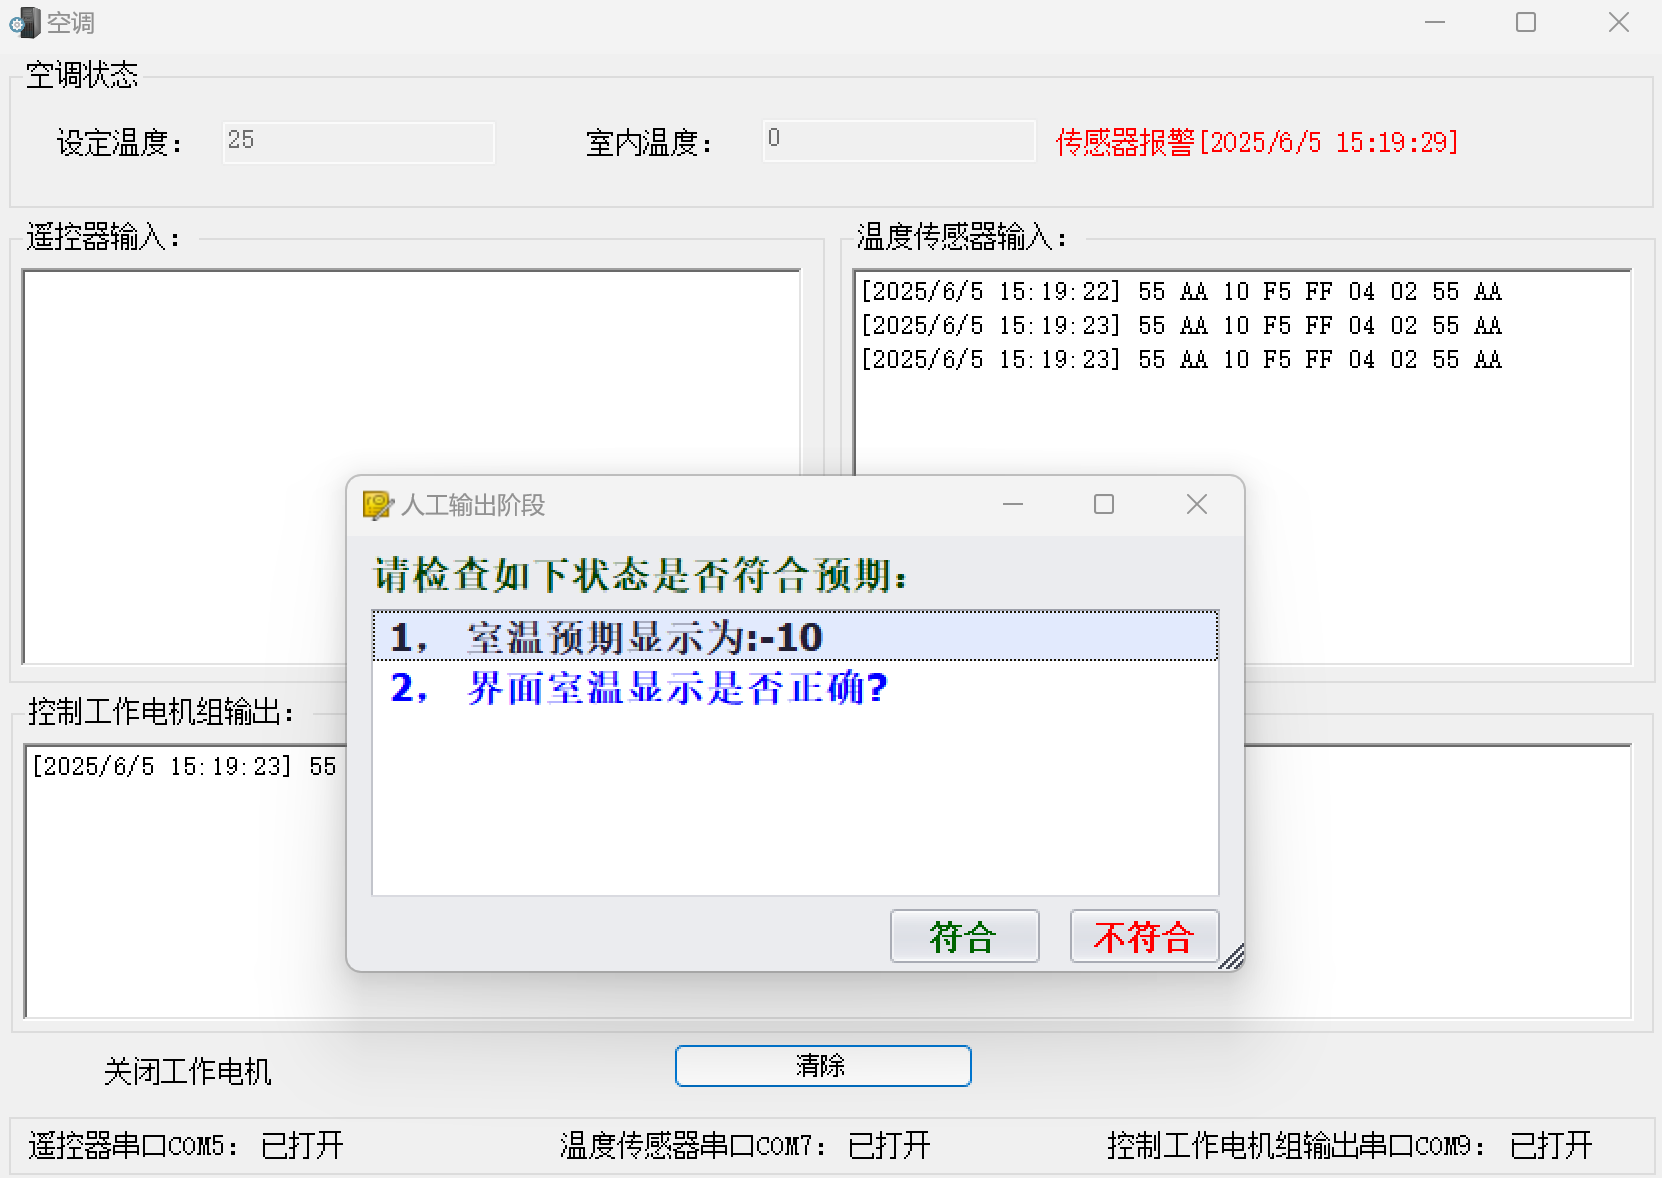 空调
空调状态
设定温度： 25 室内温度： 0 传感器报警[2025/6/5 15:19:29]
遥控器输入：
温度传感器输入：
[2025/6/5 15:19:22] 55 AA 10 F5 FF 04 02 55 AA
[2025/6/5 15:19:23] 55 AA 10 F5 FF 04 02 55 AA
[2025/6/5 15:19:23] 55 AA 10 F5 FF 04 02 55 AA
人工输出阶段
请检查如下状态是否符合预期：
1， 室温预期显示为:-10
2， 界面室温显示是否正确?
符合 不符合
控制工作电机组输出：
[2025/6/5 15:19:23] 55
关闭工作电机 清除
遥控器串口COM5： 已打开 温度传感器串口COM7： 已打开 控制工作电机组输出串口COM9： 已打开